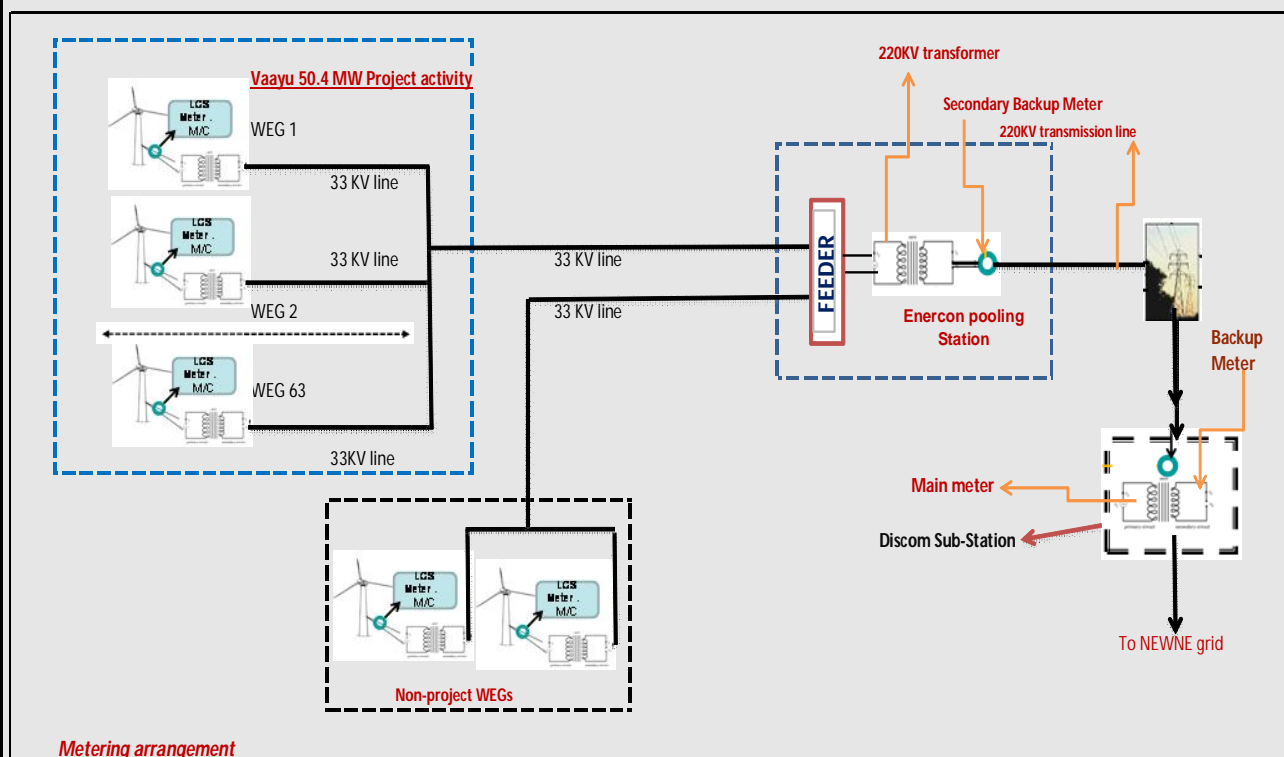 220KV transformer
Vaayu 50.4 MW Project activity
Secondary Backup Meter
220KV transmission line
LCS
Meter .
M/C
WEG 1
33 KV line
LCS
Meter .
M/C
33 KV line
WEG 2
LCS
Meter .
M/C
WEG 63
33KV line
33 KV line
33 KV line
FEEDER
Enercon pooling
Station
Backup
Meter
Main meter
Discom Sub-Station
To NEWNE grid
LCS
Meter .
M/C
LCS
Meter .
M/C
Non-project WEGs
Metering arrangement